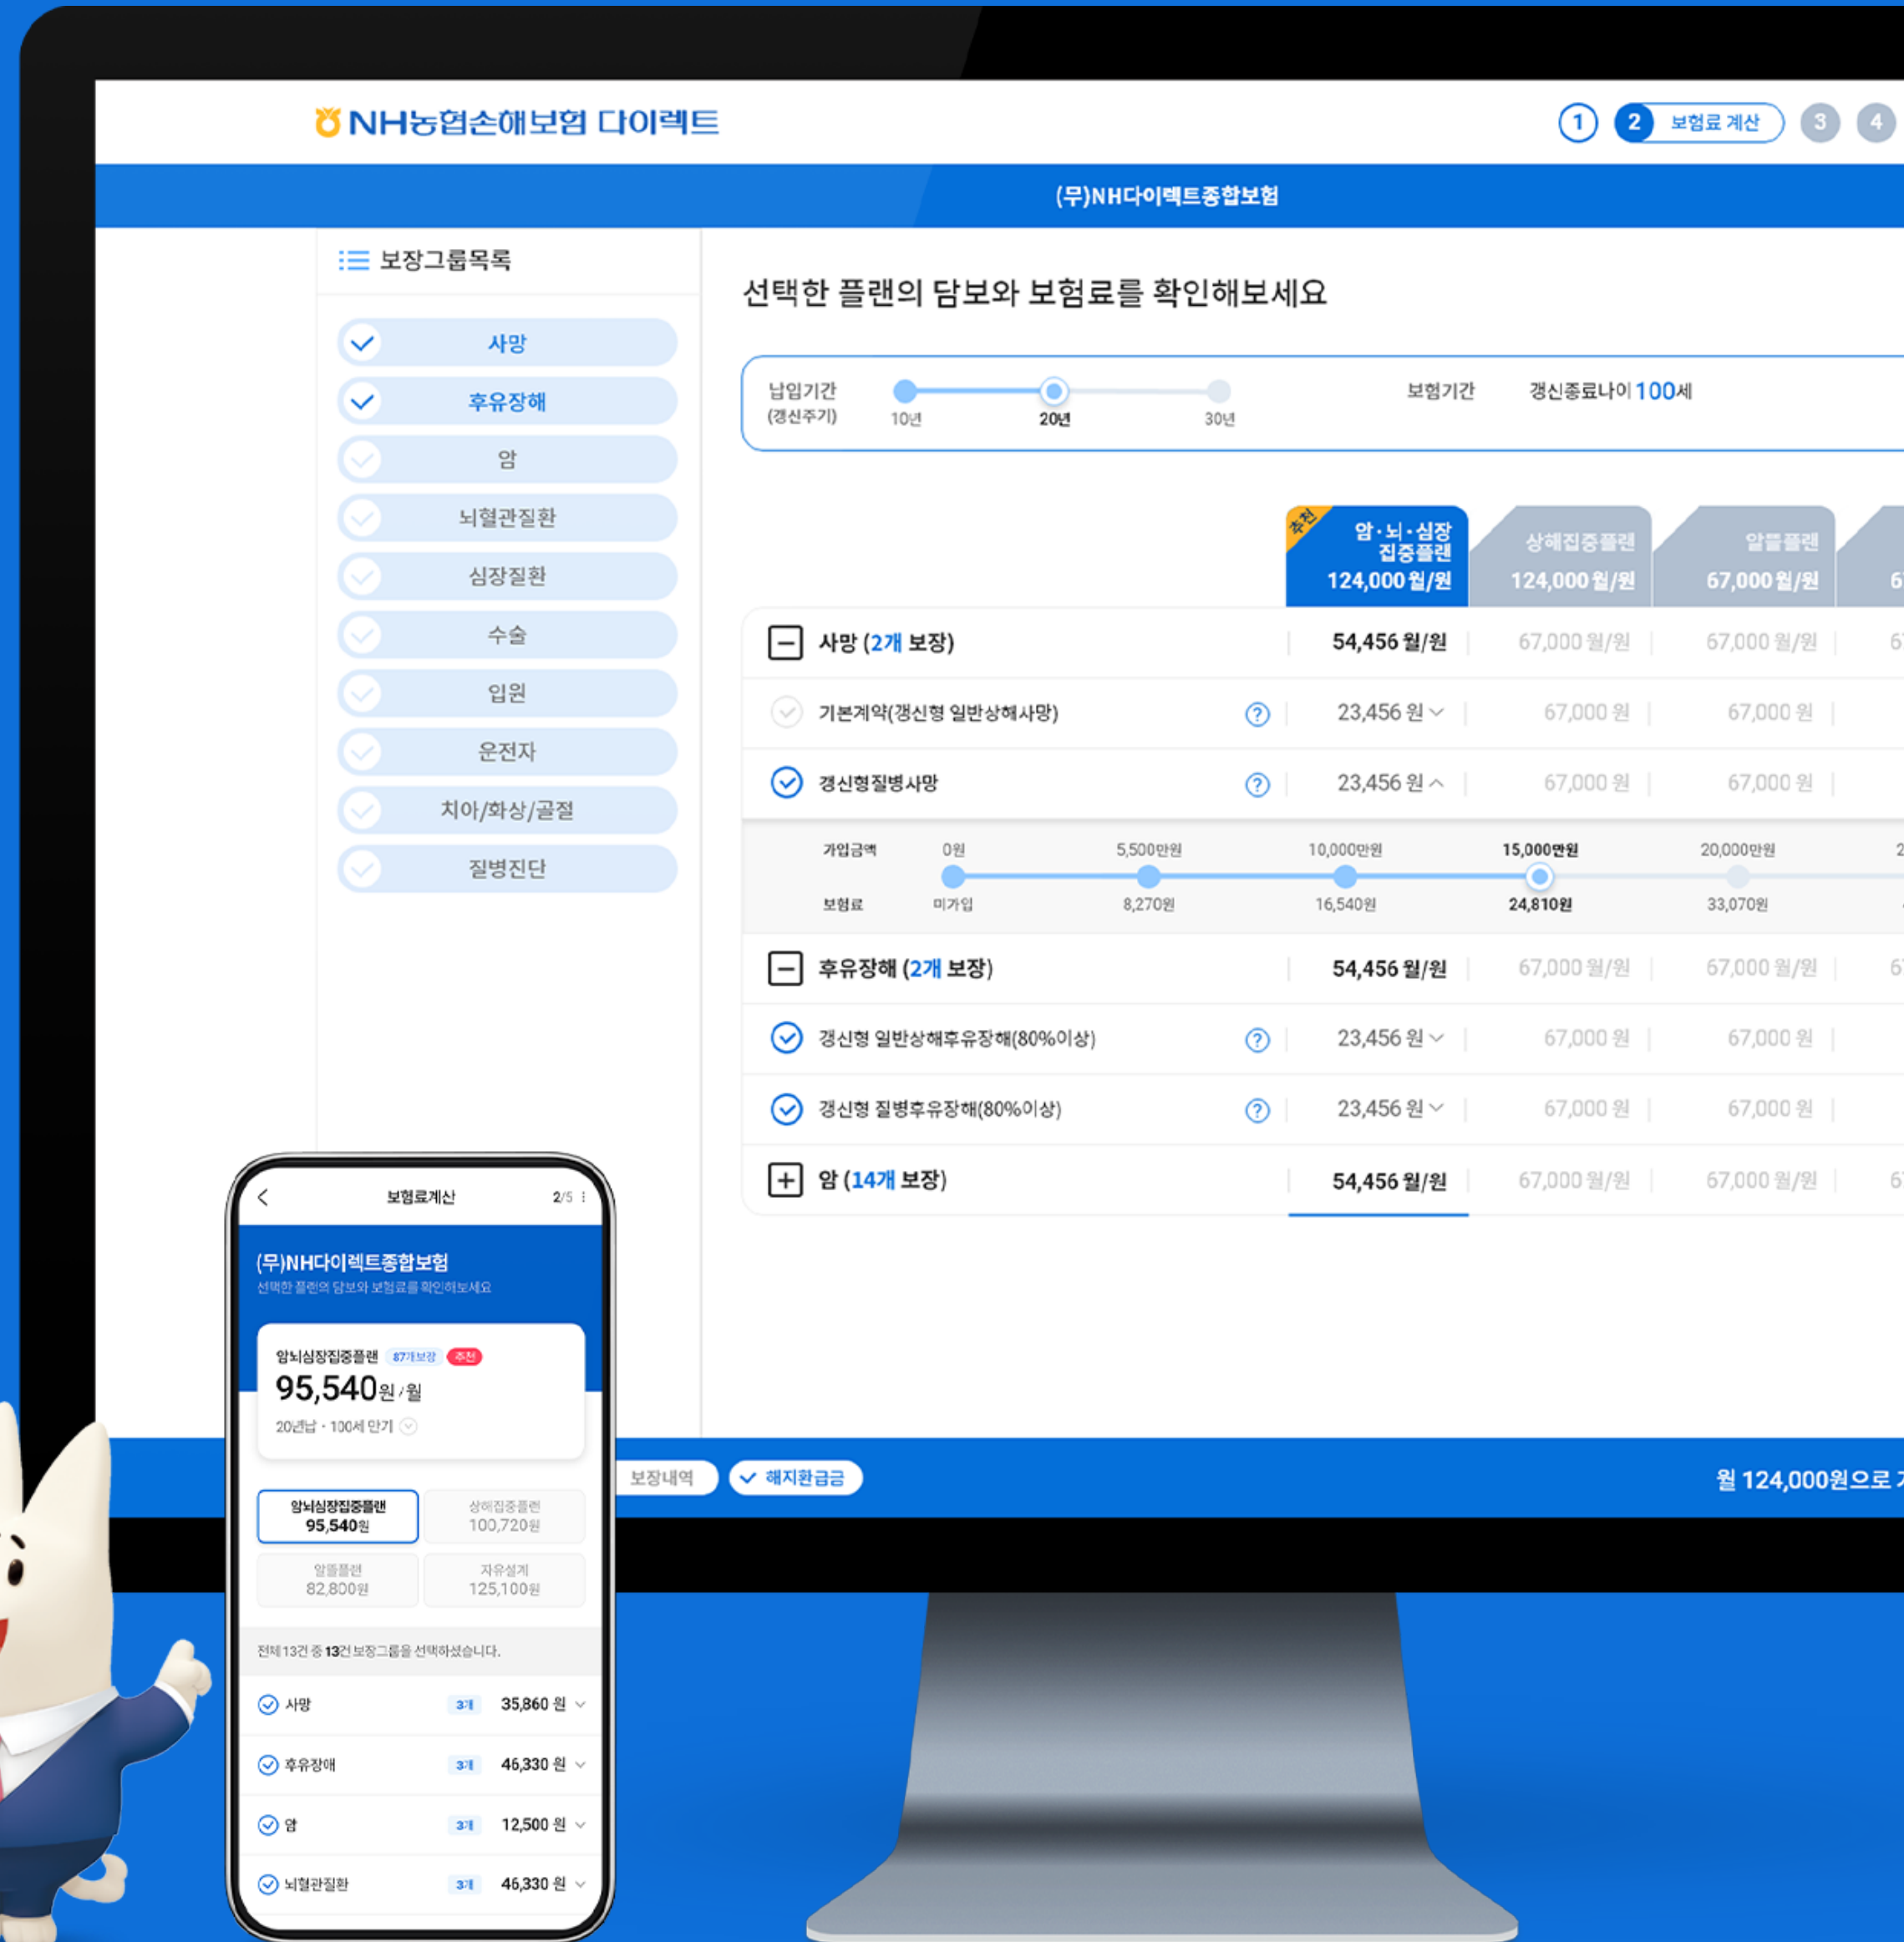 NH농협손해보험 다이렉트
1 2 보험료 계산 3 4
(무)NH다이렉트종합보험
보장그룹목록
사망
후유장해
암
뇌혈관질환
심장질환
수술
입원
운전자
치아/화상/골절
질병진단
선택한 플랜의 담보와 보험료를 확인해보세요
납입기간
(갱신주기)
10년 20년 30년
보험기간 갱신종료나이 100세
추천
암·뇌·심장
집중플랜
124,000 월/원
상해집중플랜
124,000 월/원
알뜰플랜
67,000 월/원
사망 (2개 보장) 54,456 월/원 67,000 월/원 67,000 월/원
기본계약(갱신형 일반상해사망) ? 23,456 원 67,000 원 67,000 원
갱신형질병사망 ? 23,456 원 67,000 원 67,000 원
가입금액 0원 5,500만원 10,000만원 15,000만원 20,000만원
보험료 미가입 8,270원 16,540원 24,810원 33,070원
후유장해 (2개 보장) 54,456 월/원 67,000 월/원 67,000 월/원
갱신형 일반상해후유장해(80%이상) ? 23,456 원 67,000 원 67,000 원
갱신형 질병후유장해(80%이상) ? 23,456 원 67,000 원 67,000 원
암 (14개 보장) 54,456 월/원 67,000 월/원 67,000 월/원
보장내역 해지환급금
월 124,000원으로
보험료계산 2/5
(무)NH다이렉트종합보험
선택한 플랜의 담보와 보험료를 확인해보세요
암뇌심장집중플랜 87개보장 추천
95,540원/월
20년납·100세 만기
암뇌심장집중플랜
95,540원
상해집중플랜
100,720원
알뜰플랜
82,800원
자유설계
125,100원
전체 13건 중 13건 보장그룹을 선택하셨습니다.
사망 3개 35,860 원
후유장애 3개 46,330 원
암 3개 12,500 원
뇌혈관질환 3개 46,330 원